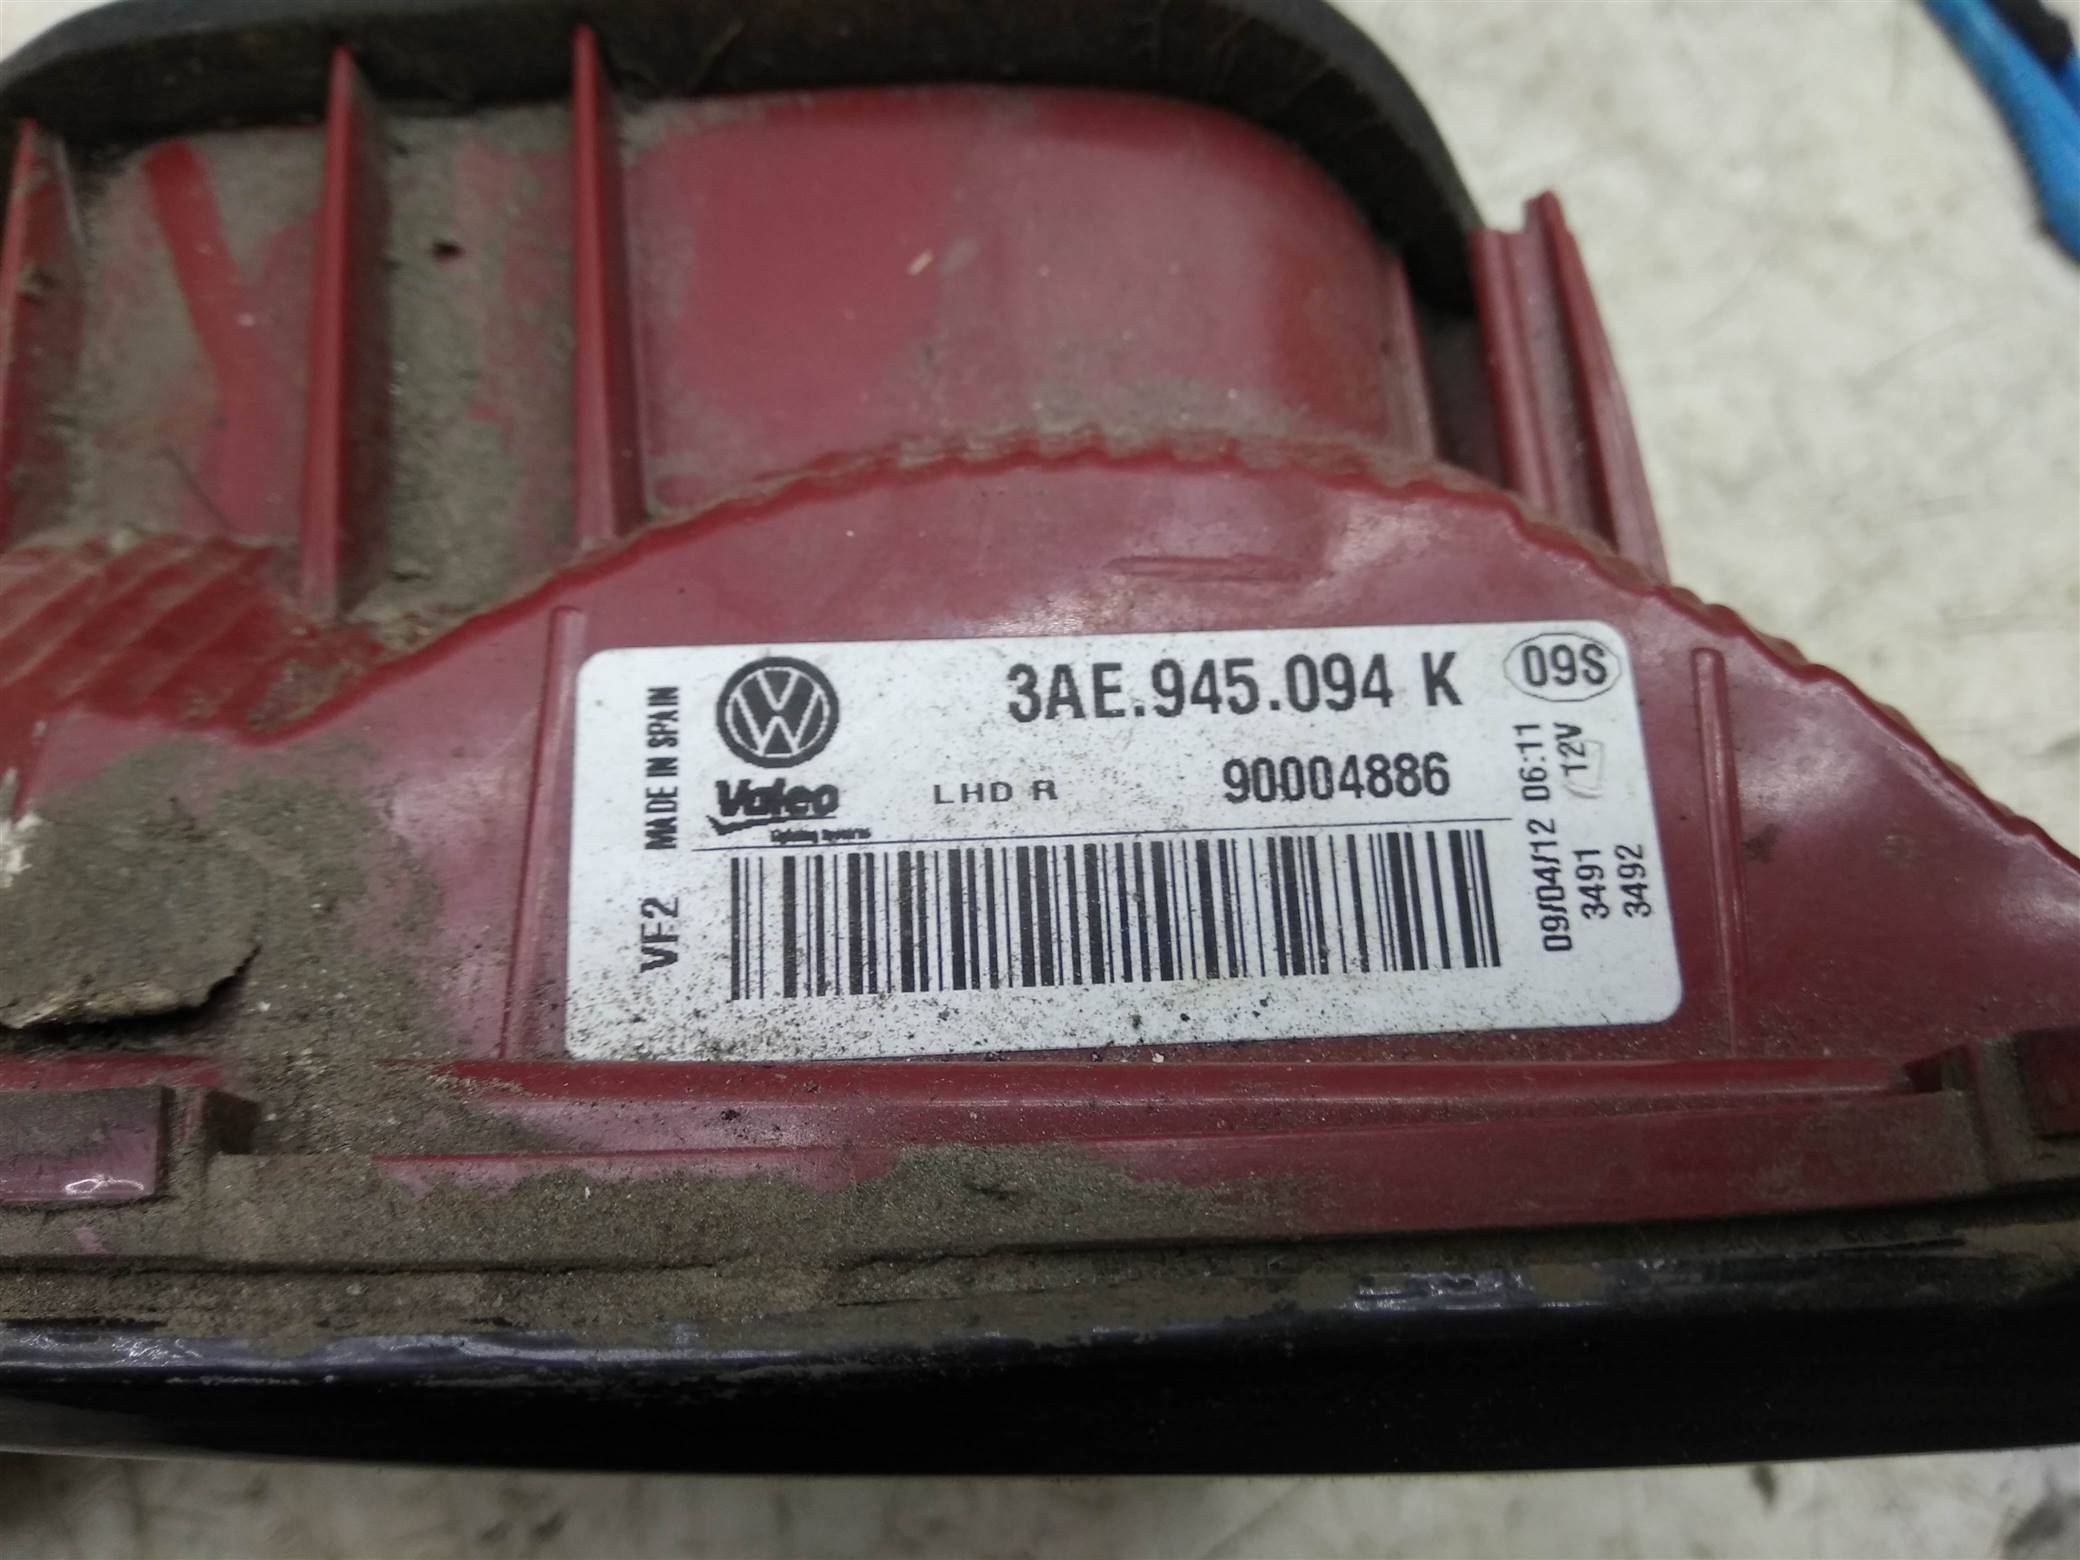 3AE.945.094 K
09S
MADE IN SPAIN
Valeo
LHD R
90004886
VF2
09/04/12 06:11
3491 12V
3492